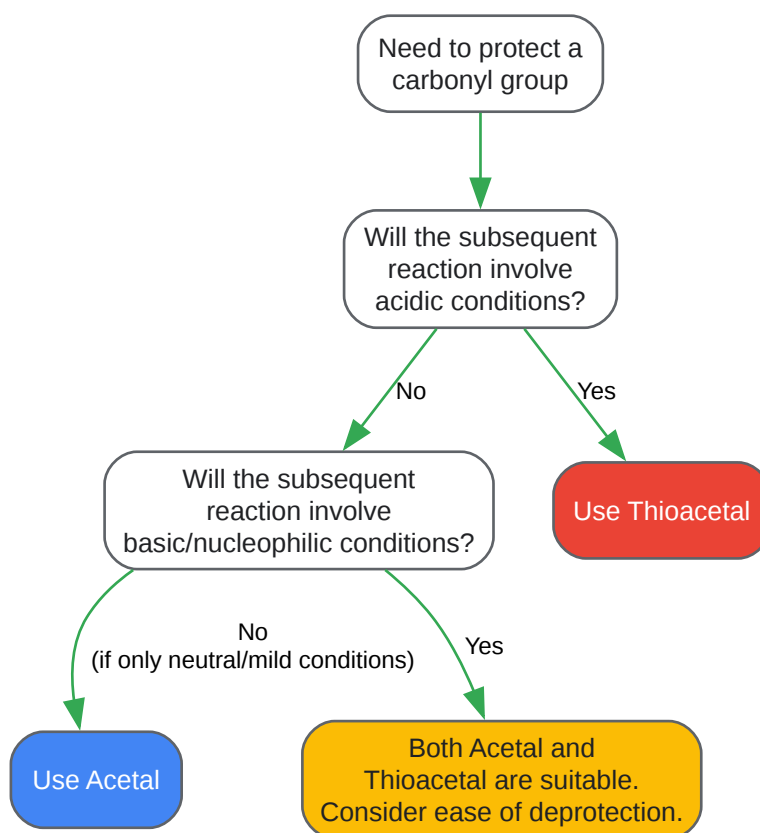 Need to protect a
carbonyl group
Will the subsequent
reaction involve
acidic conditions?
No
Yes
Will the subsequent
reaction involve
basic/nucleophilic conditions?
Use Thioacetal
No
(if only neutral/mild conditions)
Yes
Use Acetal
Both Acetal and
Thioacetal are suitable.
Consider ease of deprotection.